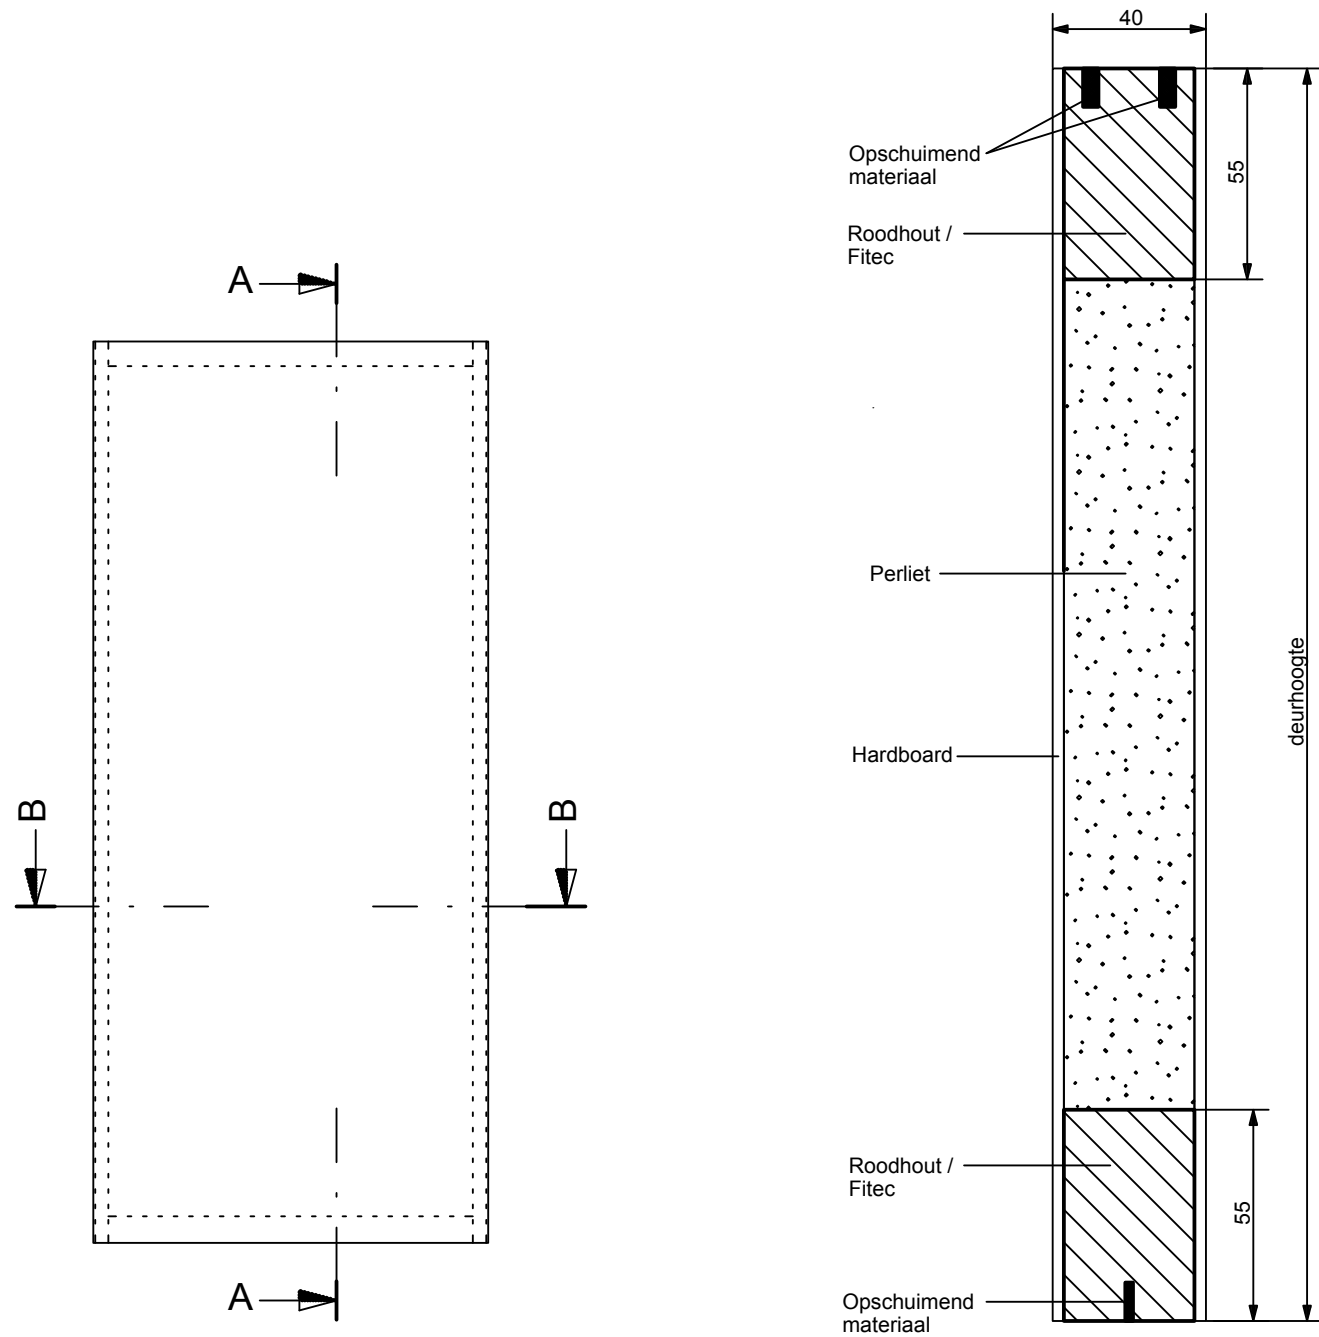 40
Opschuimend
materiaal
55
Roodhout /
Fitec
A
Perliet
deurhoogte
Hardboard
B
B
Roodhout /
Fitec
55
A
Opschuimend
materiaal